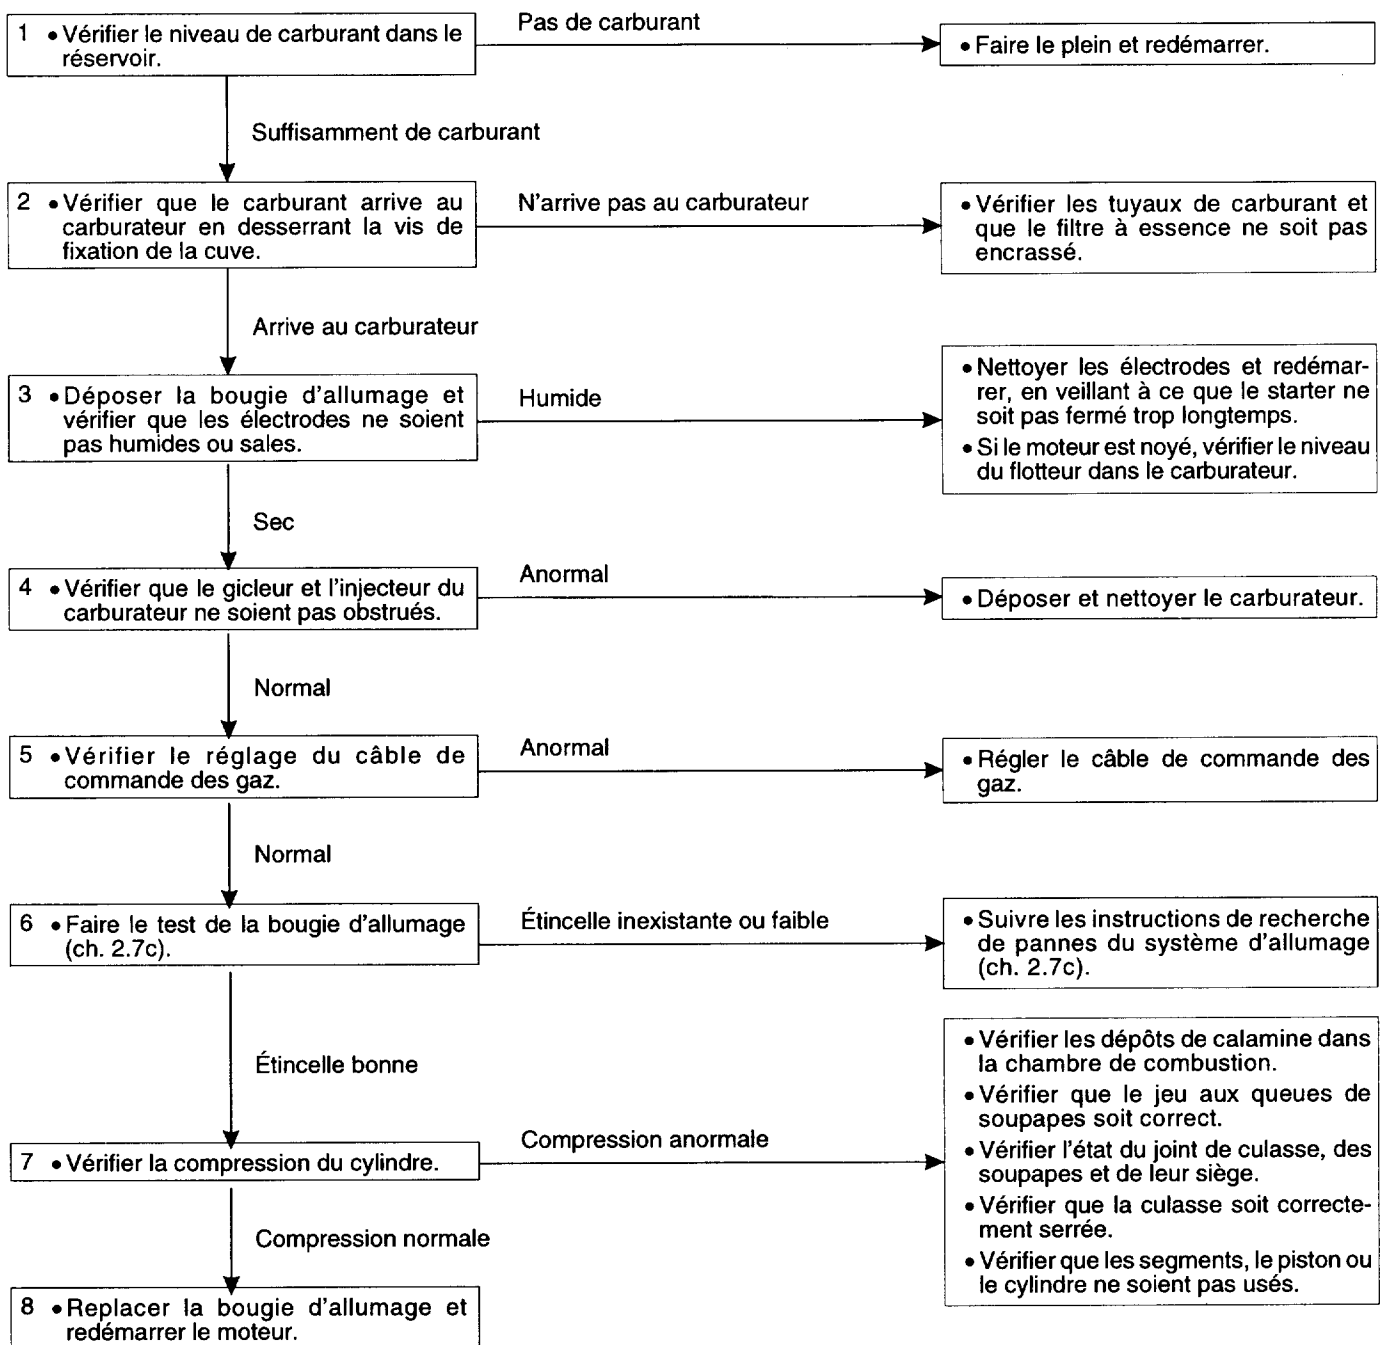 1 • Vérifier le niveau de carburant dans le
réservoir.
Pas de carburant
• Faire le plein et redémarrer.
Suffisamment de carburant
2 • Vérifier que le carburant arrive au
carburateur en desserrant la vis de
fixation de la cuve.
N'arrive pas au carburateur
• Vérifier les tuyaux de carburant et
que le filtre à essence ne soit pas
encrassé.
Arrive au carburateur
3 • Déposer la bougie d'allumage et
vérifier que les électrodes ne soient
pas humides ou sales.
Humide
• Nettoyer les électrodes et redémar-
rer, en veillant à ce que le starter ne
soit pas fermé trop longtemps.
• Si le moteur est noyé, vérifier le niveau
du flotteur dans le carburateur.
Sec
4 • Vérifier que le gicleur et l'injecteur du
carburateur ne soient pas obstrués.
Anormal
• Déposer et nettoyer le carburateur.
Normal
5 • Vérifier le réglage du câble de
commande des gaz.
Anormal
• Régler le câble de commande des
gaz.
Normal
6 • Faire le test de la bougie d'allumage
(ch. 2.7c).
Étincelle inexistante ou faible
• Suivre les instructions de recherche
de pannes du système d'allumage
(ch. 2.7c).
Étincelle bonne
7 • Vérifier la compression du cylindre.
Compression anormale
• Vérifier les dépôts de calamine dans
la chambre de combustion.
• Vérifier que le jeu aux queues de
soupapes soit correct.
• Vérifier l'état du joint de culasse, des
soupapes et de leur siège.
• Vérifier que la culasse soit correcte-
ment serrée.
• Vérifier que les segments, le piston ou
le cylindre ne soient pas usés.
Compression normale
8 • Replacer la bougie d'allumage et
redémarrer le moteur.